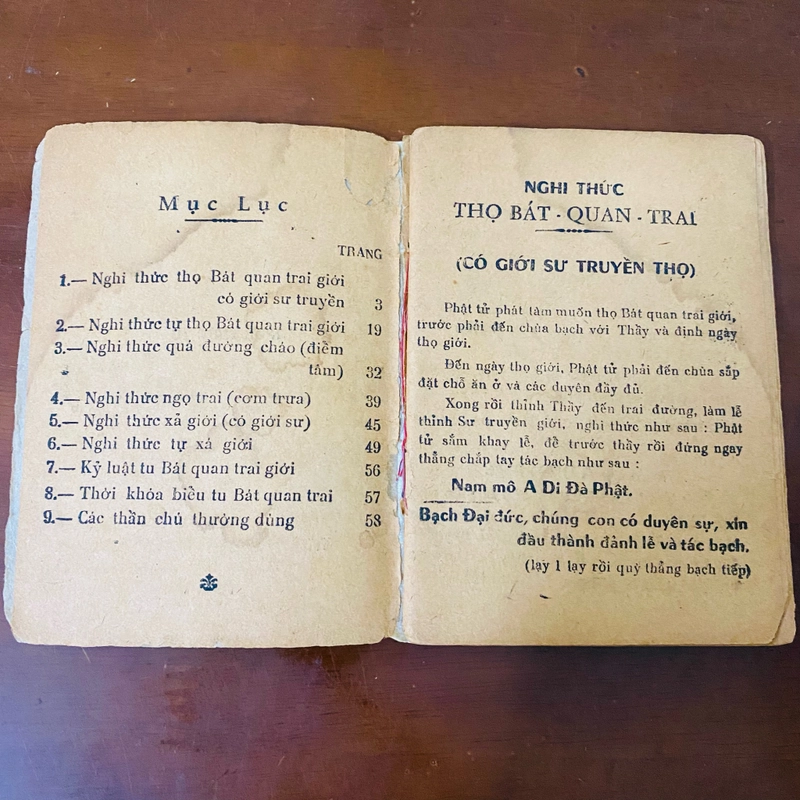 Mục Lục
TRANG
1.— Nghi thức thọ Bát quan trai giới
có giới sư truyền 3
2.— Nghi thức tự thọ Bát quan trai giới 19
3.— Nghi thức quá đường cháo (điểm
tâm) 32
4.— Nghi thức ngọ trai (cơm trưa) 39
5.— Nghi thức xả giới (có giới sư) 45
6.— Nghi thức tự xả giới 49
7.— Kỷ luật tu Bát quan trai giới 56
8.— Thời khóa biểu tu Bát quan trai 57
9.— Các thần chú thường dùng 58
NGHI THỨC
THỌ BÁT - QUAN - TRAI
(CÓ GIỚI SƯ TRUYỀN THỌ)
Phật tử phát tâm muốn thọ Bát quan trai giới,
trước phải đến chùa bạch với Thầy và định ngày
thọ giới.
Đến ngày thọ giới, Phật tử phải đến chùa sắp
đặt chỗ ăn ở và các duyên đầy đủ.
Xong rồi thỉnh Thầy đến trai đường, làm lễ
thỉnh Sư truyền giới, nghi thức như sau : Phật
tử sắm khay lễ, để trước thầy rồi đứng ngay
thẳng chắp tay tác bạch như sau :
Nam mô A Di Đà Phật.
Bạch Đại đức, chúng con có duyên sự, xin
đầu thành đảnh lễ và tác bạch.
(lạy 1 lạy rồi quỳ thẳng bạch tiếp)